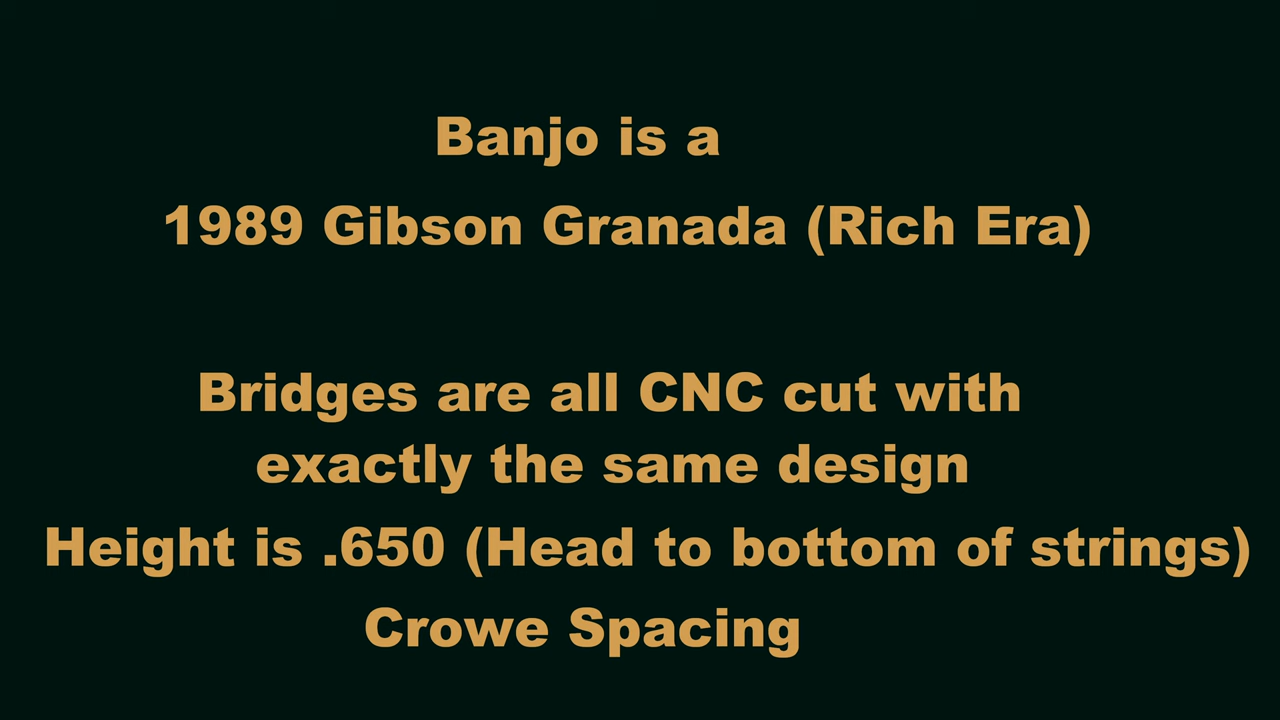 Banjo is a
1989 Gibson Granada (Rich Era)
Bridges are all CNC cut with
exactly the same design
Height is .650 (Head to bottom of strings)
Crowe Spacing